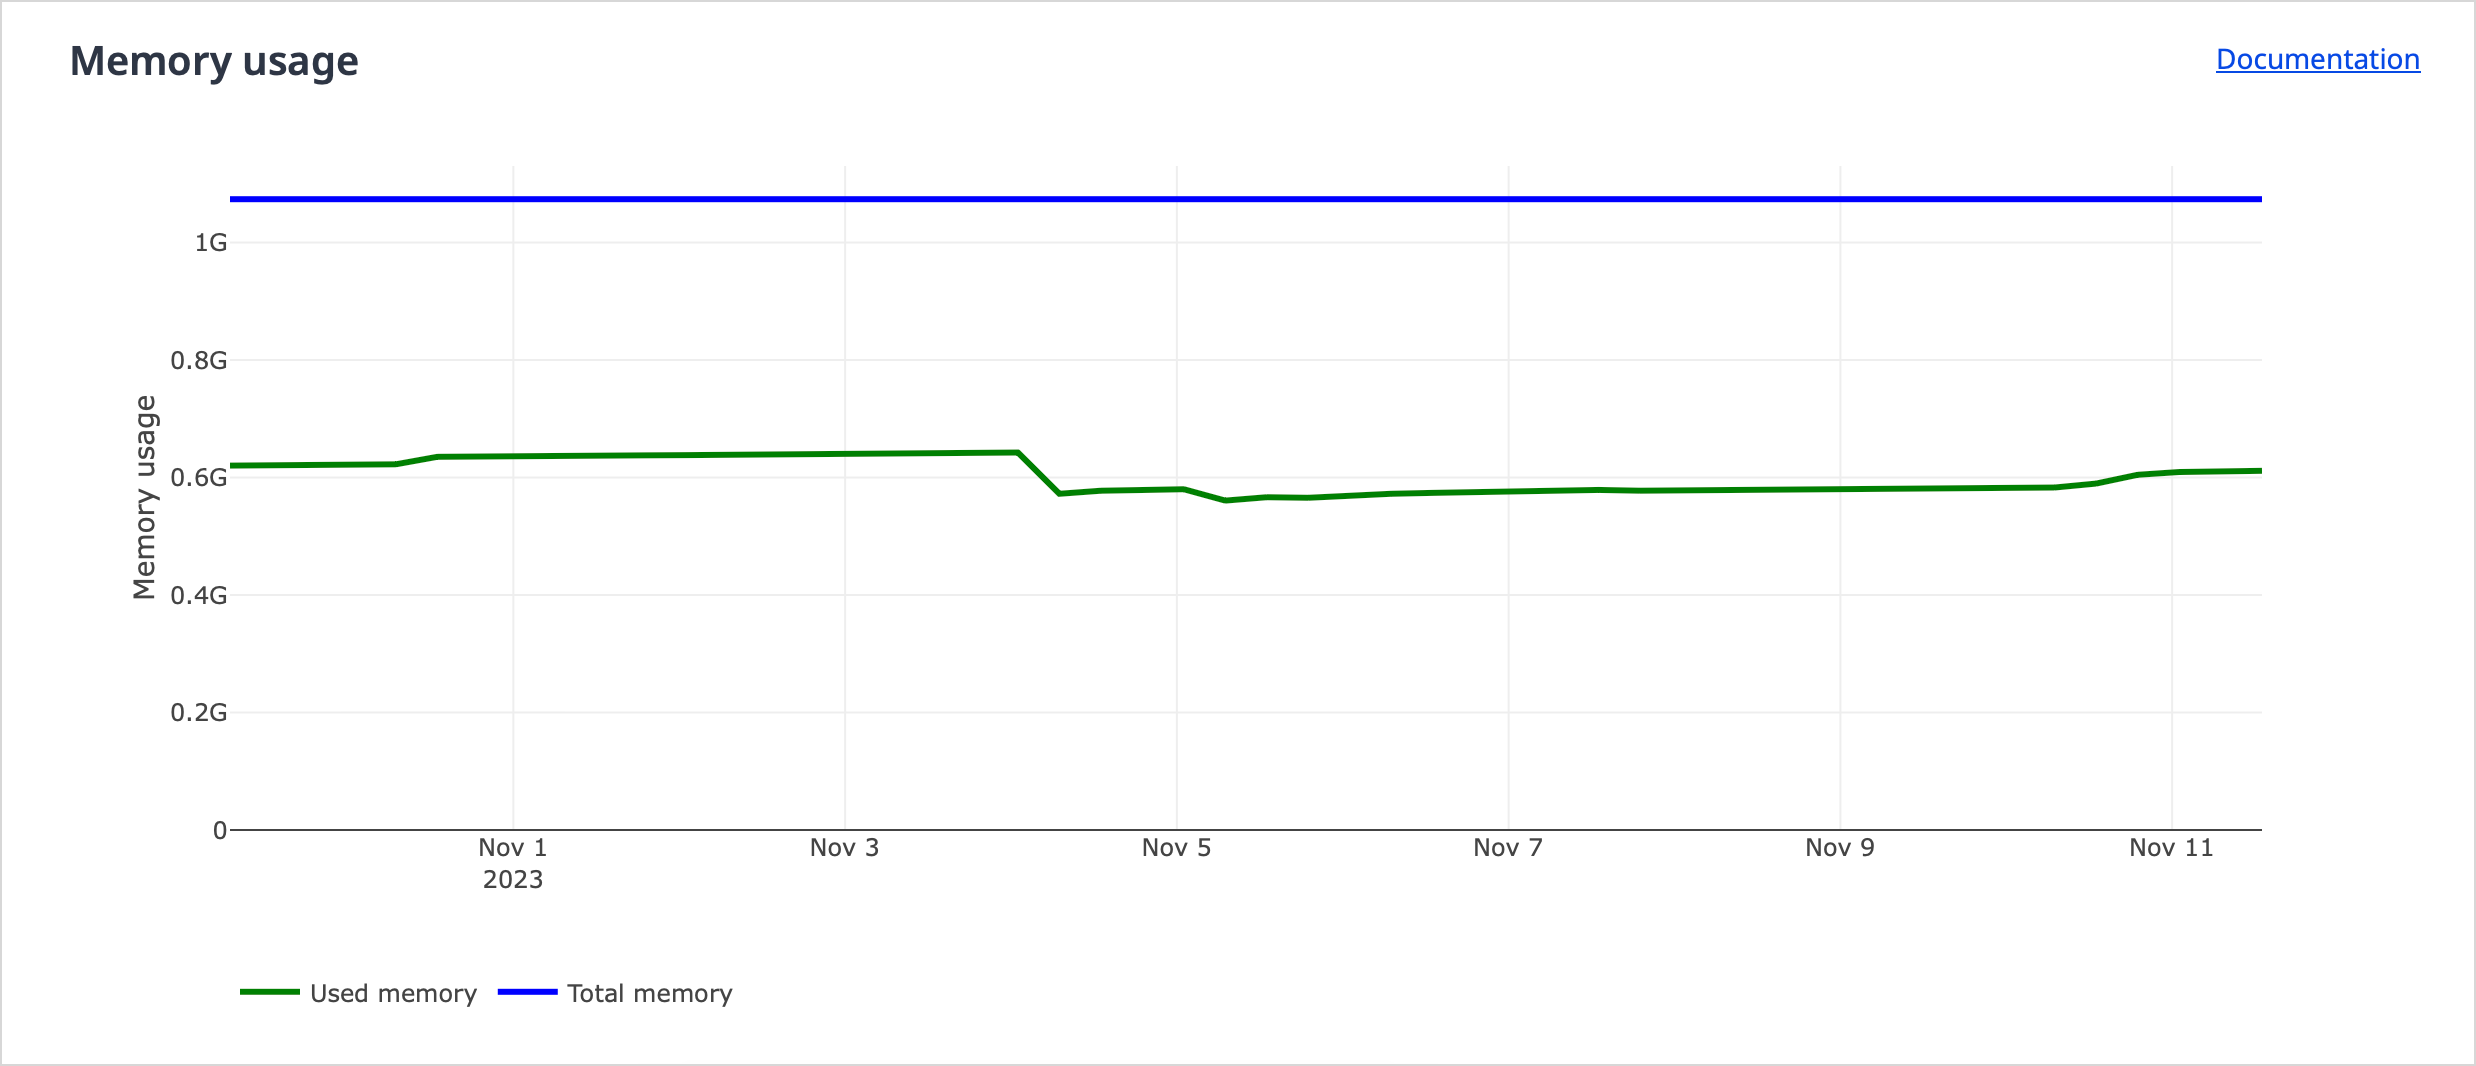 Memory usage
Documentation
Memory usage
1G
0.8G
0.6G
0.4G
0.2G
0
Nov 1
2023
Nov 3
Nov 5
Nov 7
Nov 9
Nov 11
Used memory
Total memory